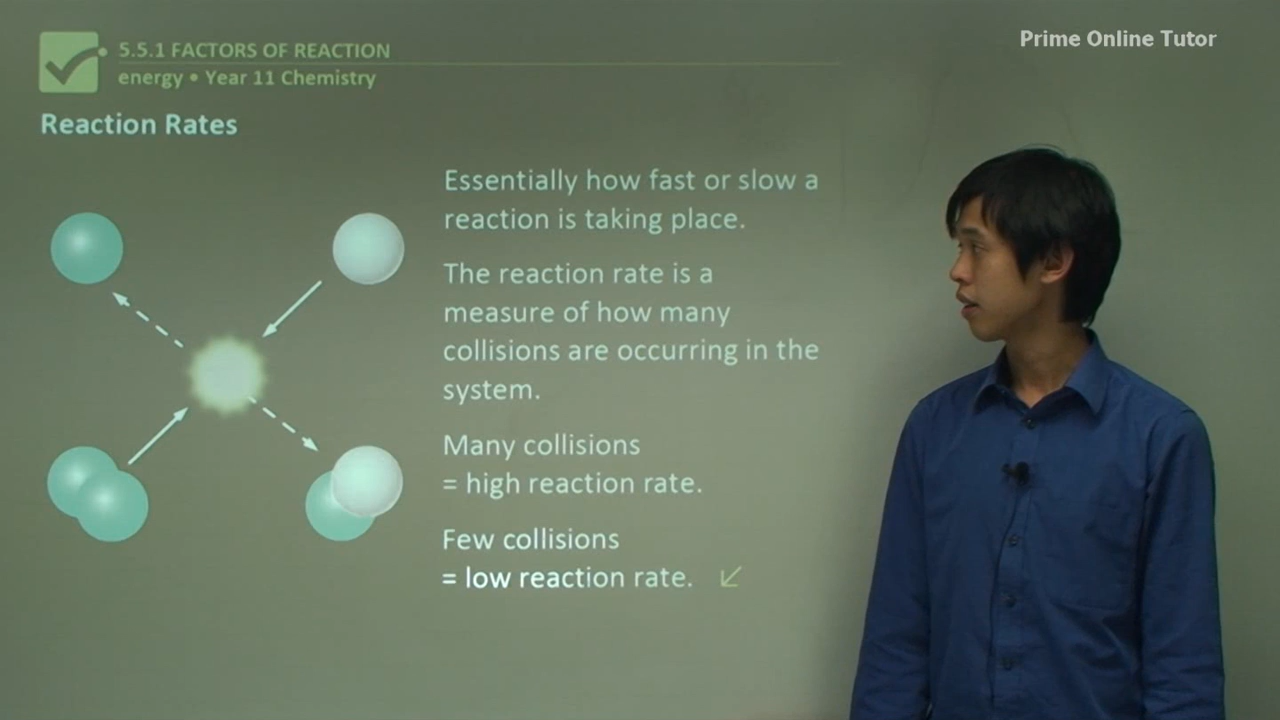 5.5.1 FACTORS OF REACTION
energy • Year 11 Chemistry
Prime Online Tutor
Reaction Rates
Essentially how fast or slow a
reaction is taking place.
The reaction rate is a
measure of how many
collisions are occurring in the
system.
Many collisions
= high reaction rate.
Few collisions
= low reaction rate.